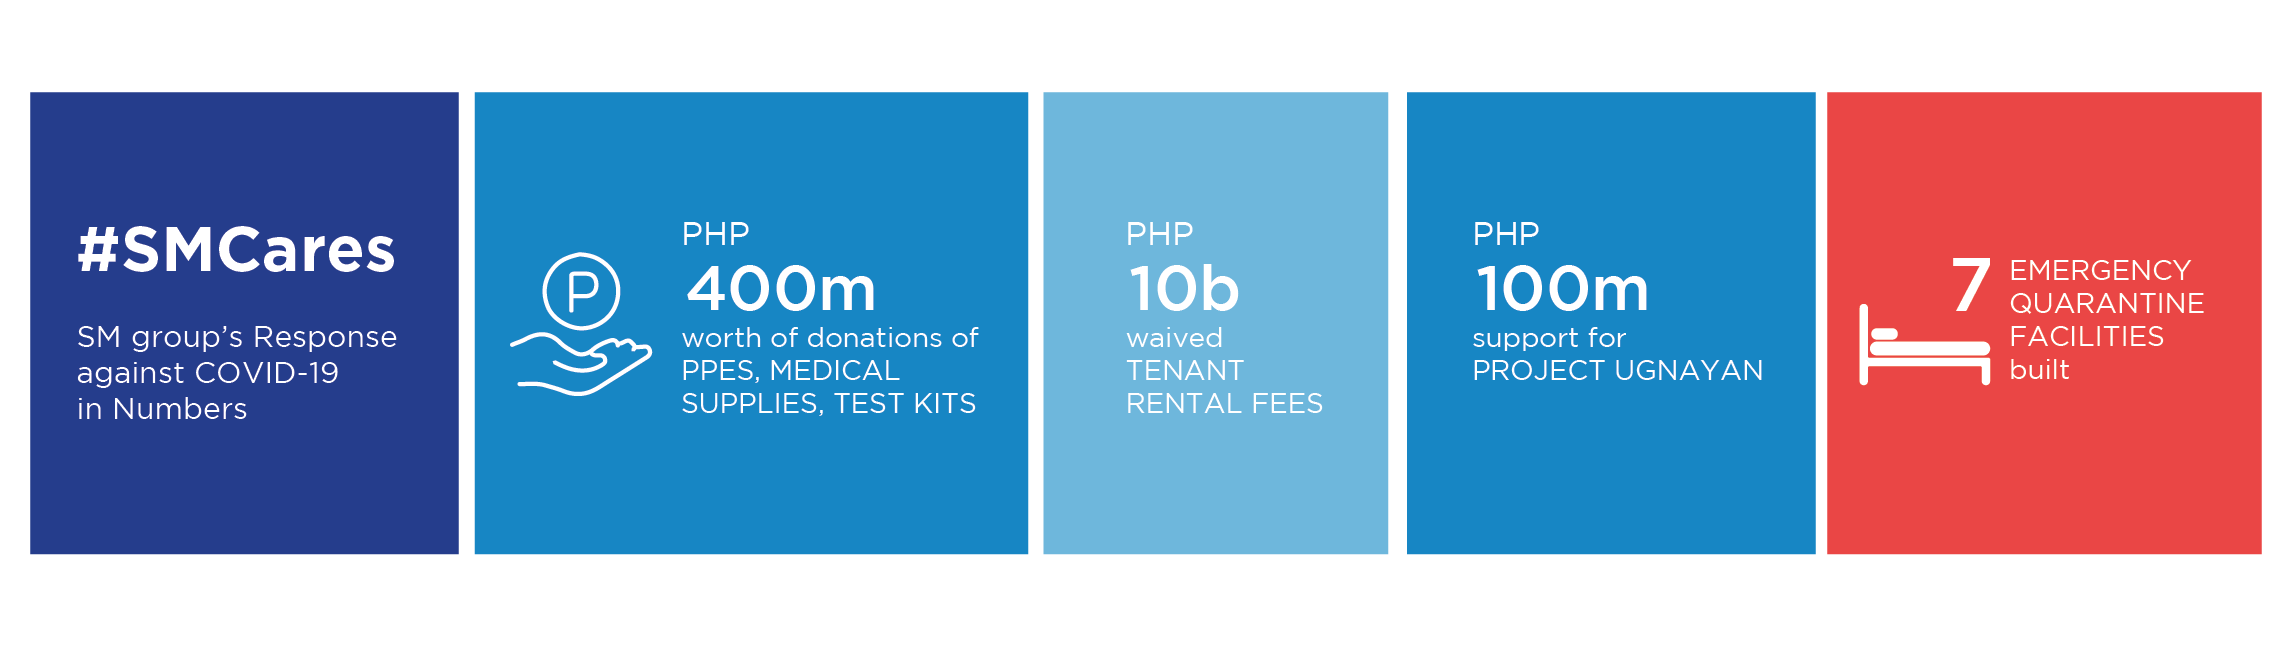 #SMCares
SM group's Response
against COVID-19
in Numbers
P
PHP
400m
worth of donations of
PPES, MEDICAL
SUPPLIES, TEST KITS
PHP
10b
waived
TENANT
RENTAL FEES
PHP
100m
support for
PROJECT UGNAYAN
7
EMERGENCY
QUARANTINE
FACILITIES
built